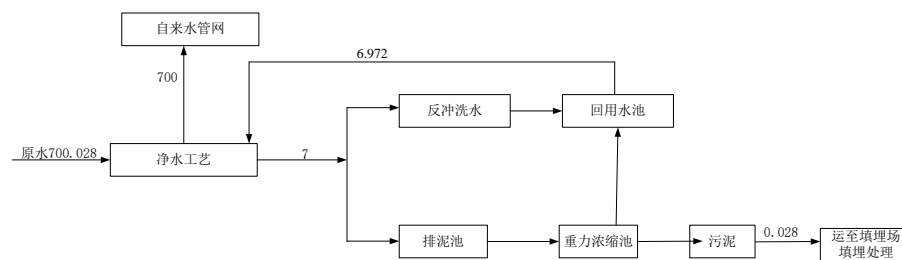 自来水管网
6.972
700
反冲洗水
回用水池
原水700.028
净水工艺
7
排泥池
重力浓缩池
污泥
0.028
运至填埋场
填埋处理